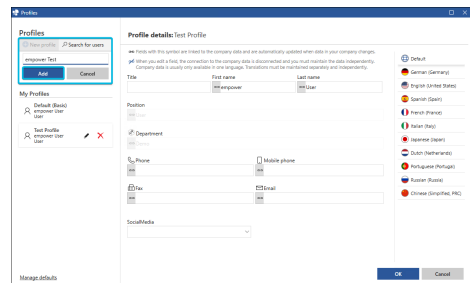 Profiles
Profiles
New profile
Search for users
empower Test
Add
Cancel
My Profiles
Default (Basic)
empower User
User
Test Profile
empower User
User
Manage defaults
Profile details: Test Profile
Fields with this symbol are linked to the company data and are automatically updated when data in your company changes.
When you edit a field, the connection to the company data is disconnected and you must maintain the data independently.
Company data is usually only available in one language. Translations must be maintained separately and independently.
Title
First name
Last name
empower
User
Position
User
Department
Phone
Mobile phone
Fax
Email
SocialMedia
Default
German (Germany)
English (United States)
Spanish (Spain)
French (France)
Italian (Italy)
Japanese (Japan)
Dutch (Netherlands)
Portuguese (Portugal)
Russian (Russia)
Chinese (Simplified, PRC)
OK
Cancel